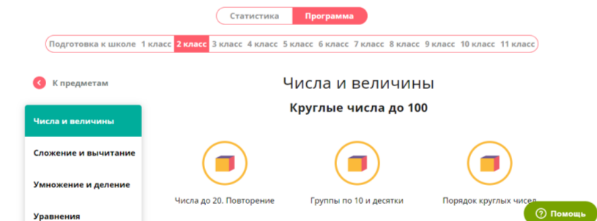 Статистика Программа
Подготовка к школе 1 класс 2 класс 3 класс 4 класс 5 класс 6 класс 7 класс 8 класс 9 класс 10 класс 11 класс
К предметам
Числа и величины
Сложение и вычитание
Умножение и деление
Уравнения
Числа и величины
Круглые числа до 100
Числа до 20. Повторение
Группы по 10 и десятки
Порядок круглых чисел
Помощь